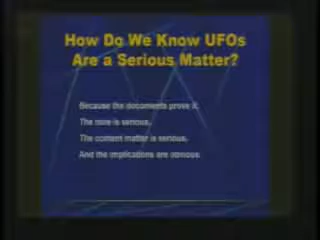 How Do We Know UFOs
Are a Serious Matter?
Because the documents prove it.
The tone is serious.
The content matter is serious.
And the implications are obvious.